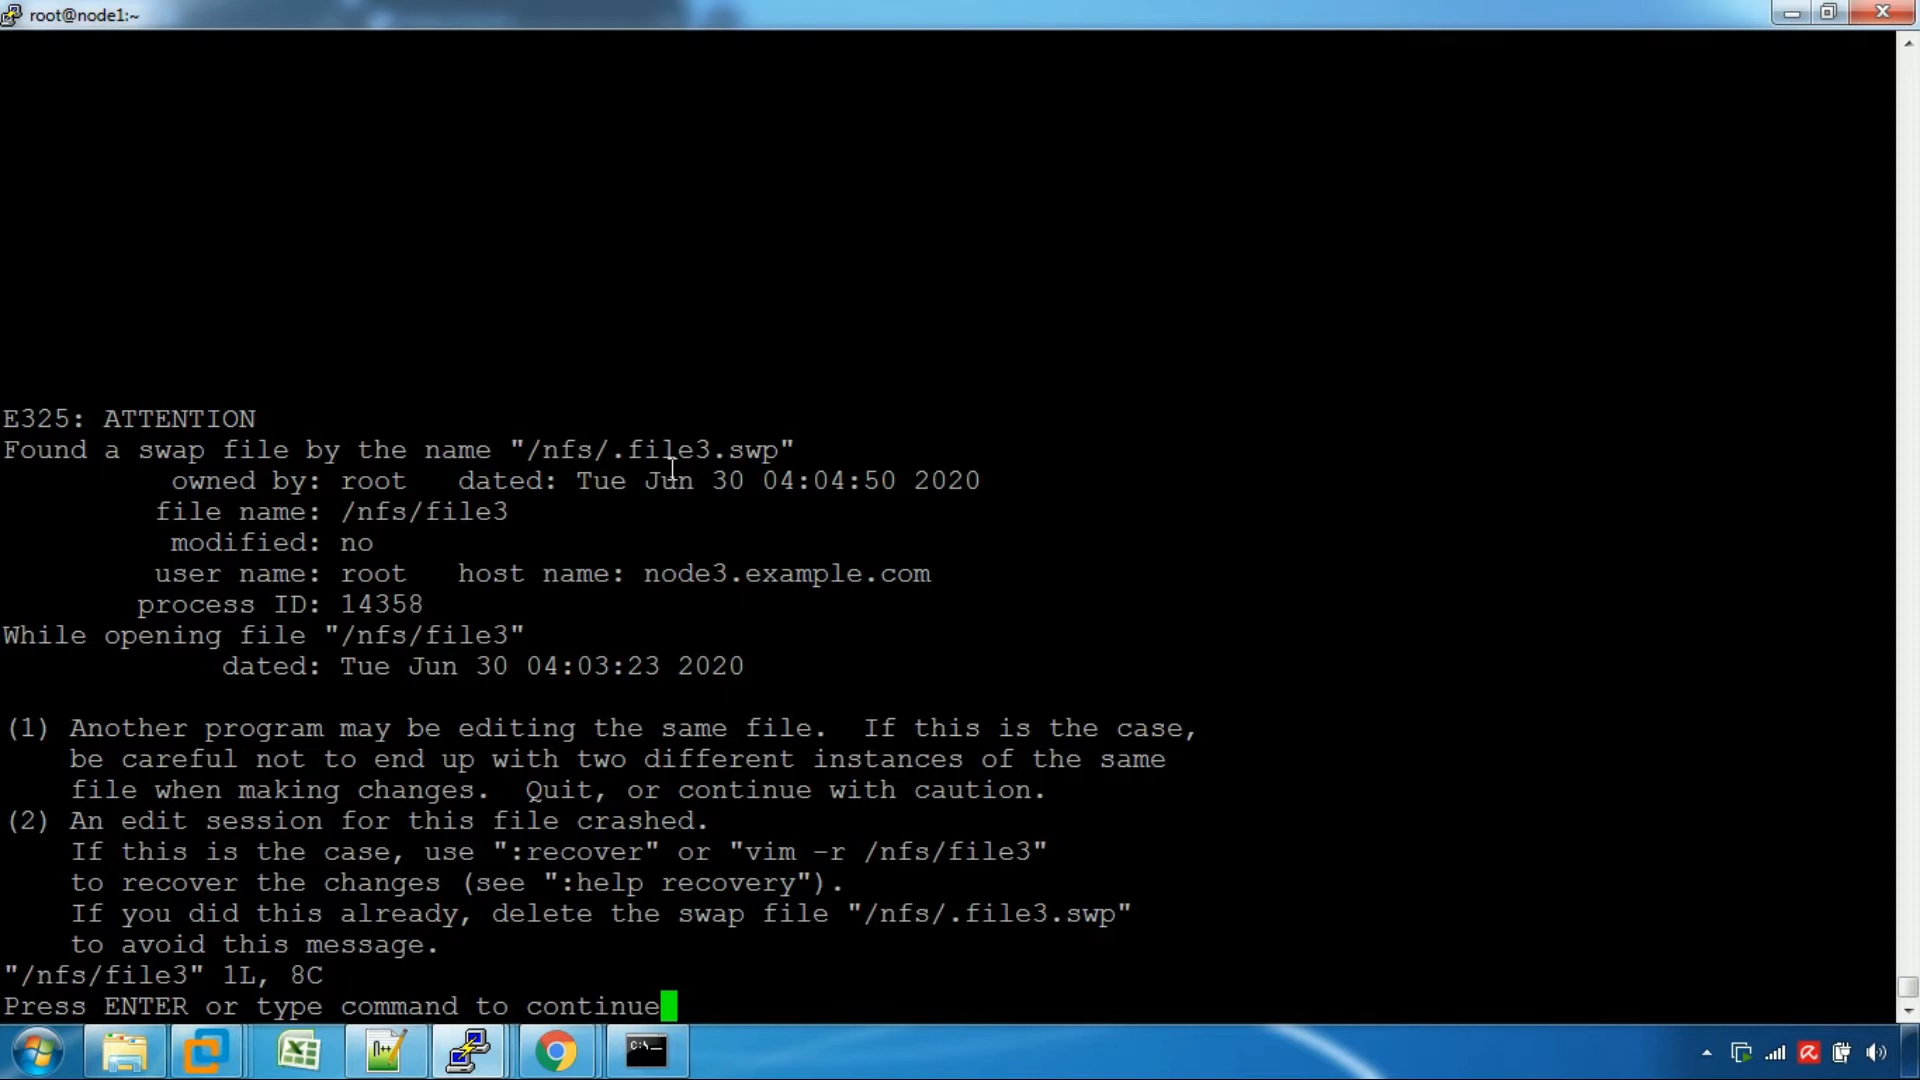 root@node1:~
E325: ATTENTION
Found a swap file by the name "/nfs/.file3.swp"
owned by: root   dated: Tue Jun 30 04:04:50 2020
file name: /nfs/file3
modified: no
user name: root   host name: node3.example.com
process ID: 14358
While opening file "/nfs/file3"
dated: Tue Jun 30 04:03:23 2020
(1) Another program may be editing the same file.  If this is the case,
be careful not to end up with two different instances of the same
file when making changes.  Quit, or continue with caution.
(2) An edit session for this file crashed.
If this is the case, use ":recover" or "vim -r /nfs/file3"
to recover the changes (see ":help recovery").
If you did this already, delete the swap file "/nfs/.file3.swp"
to avoid this message.
"/nfs/file3" 1L, 8C
Press ENTER or type command to continue
C:\